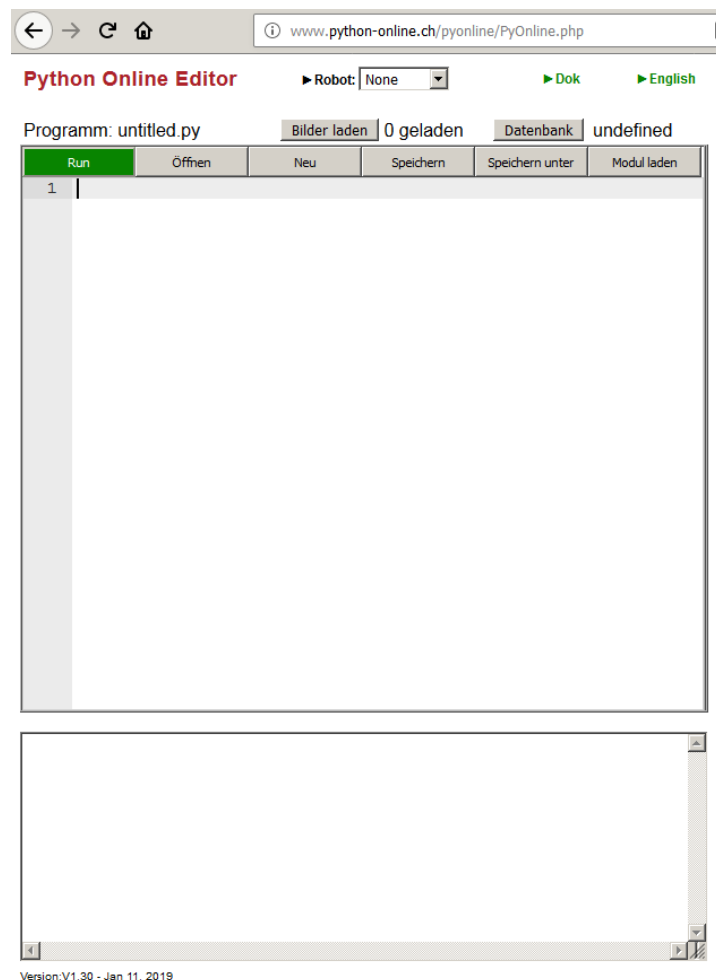 www.python-online.ch/pyonline/PyOnline.php
Python Online Editor ►Robot: None ►Dok ►English
Programm: untitled.py Bilder laden 0 geladen Datenbank undefined
Run Öffnen Neu Speichern Speichern unter Modul laden
1
Version:V1.30 - Jan 11, 2019